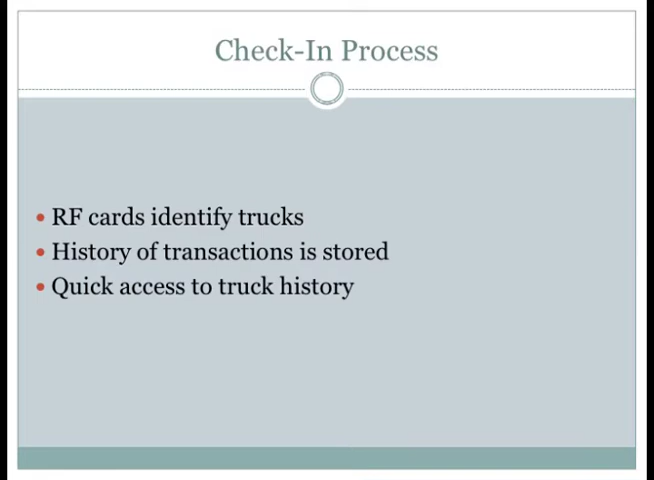 Check-In Process
• RF cards identify trucks
• History of transactions is stored
• Quick access to truck history